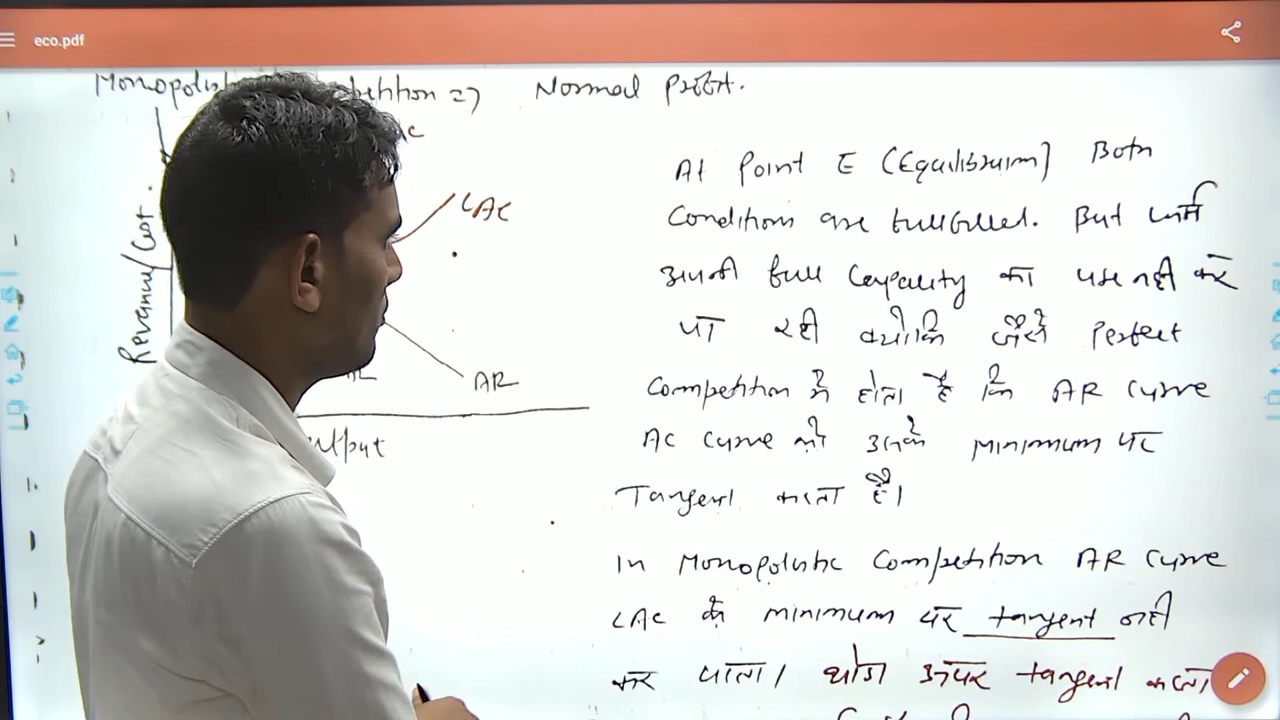 eco.pdf
Competition => Normal Profit.
LAC
Revenue/Cost.
AR
At Point E (Equilibrium) Both
Conditions are fullfilled. But फर्म
अपनी full Capacity का use नहीं कर
पा रही क्योंकि जैसे Perfect
Competition में होता है कि AR Curve
AC Curve को उसके minimum पर
Tangent करता है।
In Monopolistic Competition AR Curve
LAC के minimum पर tangent नहीं
कर पाता। थोडा ऊपर tangent करता